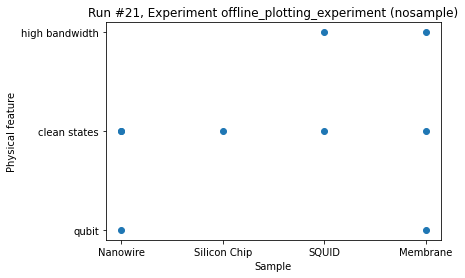 Run #21, Experiment offline_plotting_experiment (nosample)
high bandwidth
clean states
qubit
Physical feature
Nanowire
Silicon Chip
SQUID
Membrane
Sample